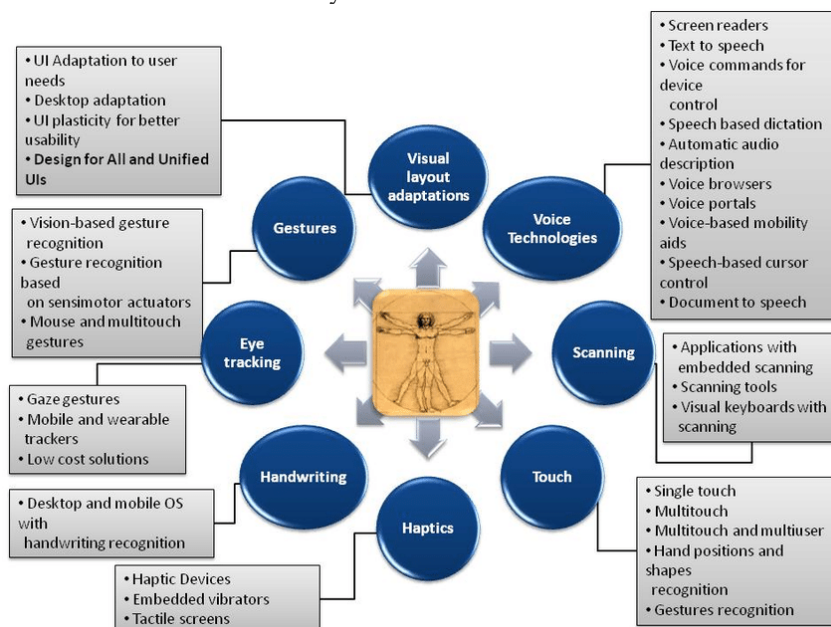 y
• UI Adaptation to user
needs
• Desktop adaptation
• UI plasticity for better
usability
• Design for All and Unified
UIs
Visual
layout
adaptations
• Screen readers
• Text to speech
• Voice commands for
device
control
• Speech based dictation
• Automatic audio
description
• Voice browsers
• Voice portals
• Voice-based mobility
aids
• Speech-based cursor
control
• Document to speech
Gestures
Voice
Technologies
• Vision-based gesture
recognition
• Gesture recognition
based
on sensimotor actuators
• Mouse and multitouch
gestures
Eye
tracking
Scanning
• Applications with
embedded scanning
• Scanning tools
• Visual keyboards with
scanning
• Gaze gestures
• Mobile and wearable
trackers
• Low cost solutions
Handwriting
Touch
• Desktop and mobile OS
with
handwriting recognition
Haptics
• Single touch
• Multitouch
• Multitouch and multiuser
• Hand positions and
shapes
recognition
• Gestures recognition
• Haptic Devices
• Embedded vibrators
• Tactile screens